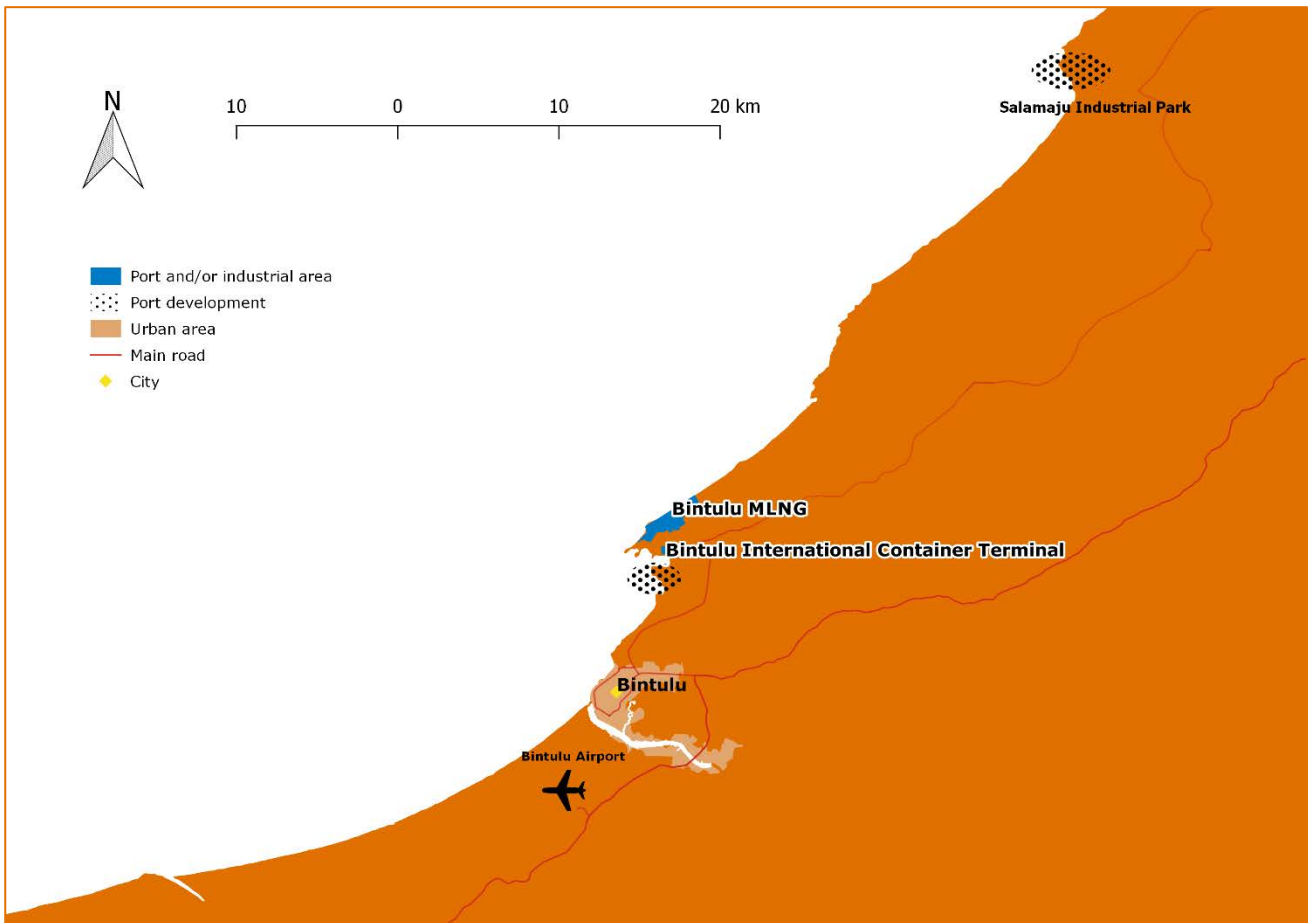 N
10 0 10 20 km
Salamaju Industrial Park
Port and/or industrial area
Port development
Urban area
Main road
City
Bintulu MLNG
Bintulu International Container Terminal
Bintulu
Bintulu Airport